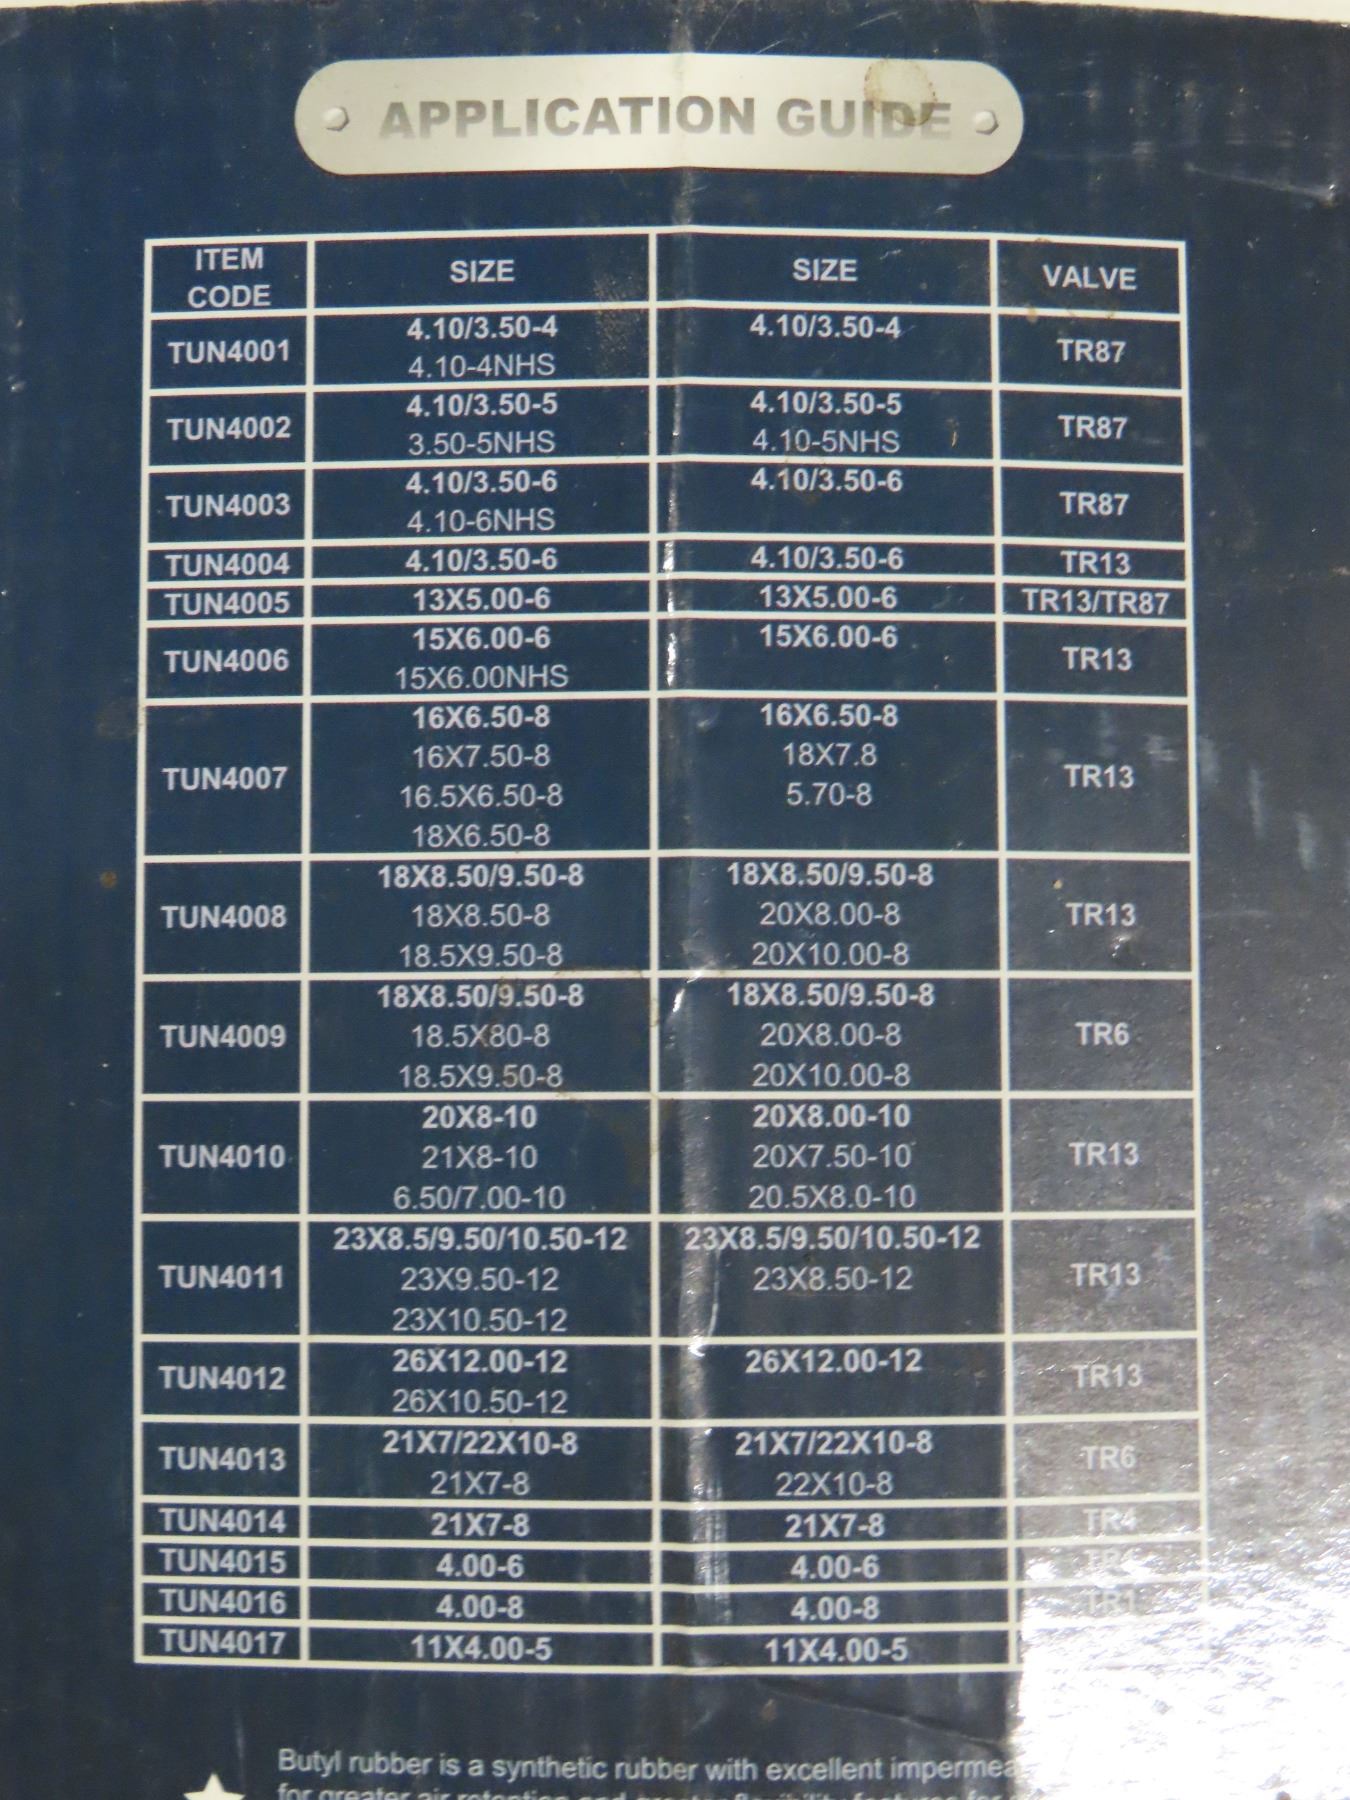 APPLICATION GUIDE
ITEM CODE SIZE SIZE VALVE
TUN4001 4.10/3.50-4 4.10/3.50-4 TR87
4.10-4NHS
TUN4002 4.10/3.50-5 4.10/3.50-5 TR87
3.50-5NHS 4.10-5NHS
TUN4003 4.10/3.50-6 4.10/3.50-6 TR87
4.10-6NHS
TUN4004 4.10/3.50-6 4.10/3.50-6 TR13
TUN4005 13X5.00-6 13X5.00-6 TR13/TR87
TUN4006 15X6.00-6 15X6.00-6 TR13
15X6.00NHS
TUN4007 16X6.50-8 16X6.50-8 TR13
16X7.50-8 18X7.8
16.5X6.50-8 5.70-8
18X6.50-8
TUN4008 18X8.50/9.50-8 18X8.50/9.50-8 TR13
18X8.50-8 20X8.00-8
18.5X9.50-8 20X10.00-8
TUN4009 18X8.50/9.50-8 18X8.50/9.50-8 TR6
18.5X80-8 20X8.00-8
18.5X9.50-8 20X10.00-8
TUN4010 20X8-10 20X8.00-10 TR13
21X8-10 20X7.50-10
6.50/7.00-10 20.5X8.0-10
TUN4011 23X8.5/9.50/10.50-12 23X8.5/9.50/10.50-12 TR13
23X9.50-12 23X8.50-12
23X10.50-12
TUN4012 26X12.00-12 26X12.00-12 TR13
26X10.50-12
TUN4013 21X7/22X10-8 21X7/22X10-8 TR6
21X7-8 22X10-8
TUN4014 21X7-8 21X7-8 TR4
TUN4015 4.00-6 4.00-6
TUN4016 4.00-8 4.00-8
TUN4017 11X4.00-5 11X4.00-5
Butyl rubber is a synthetic rubber with excellent
for greater air retention and greater flexibility features for